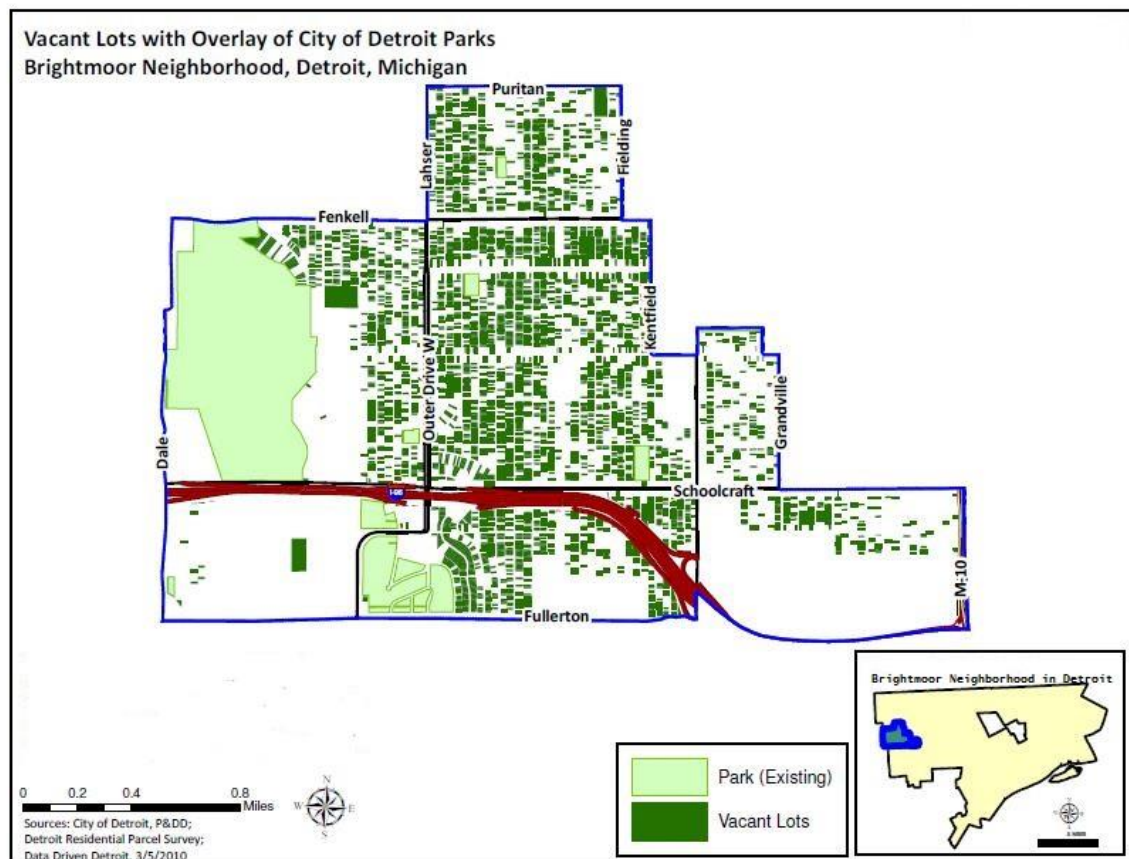 Vacant Lots with Overlay of City of Detroit Parks
Brightmoor Neighborhood, Detroit, Michigan
Puritan
Lahser
Fielding
Fenkell
Kentfield
Outer Drive W
Grandville
Dale
Schoolcraft
I-96
M-10
Fullerton
Brightmoor Neighborhood in Detroit
Park (Existing)
Vacant Lots
0 0.2 0.4 0.8
Miles
N
W E
S
Sources: City of Detroit, P&DD;
Detroit Residential Parcel Survey;
Data Driven Detroit, 3/5/2010